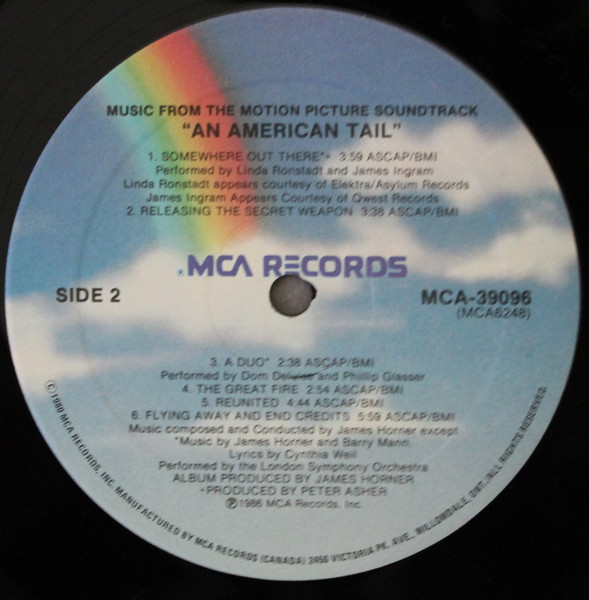 MUSIC FROM THE MOTION PICTURE SOUNDTRACK
"AN AMERICAN TAIL"
1. SOMEWHERE OUT THERE*+ 3:59 ASCAP/BMI
Performed by Linda Ronstadt and James Ingram
Linda Ronstadt appears courtesy of Elektra/Asylum Records
James Ingram Appears Courtesy of Qwest Records
2. RELEASING THE SECRET WEAPON 3:38 ASCAP/BMI
MCA RECORDS
SIDE 2
MCA-39096
(MCA6248)
3. A DUO* 2:38 ASCAP/BMI
Performed by Dom Deluise and Phillip Glasser
4. THE GREAT FIRE 2:54 ASCAP/BMI
5. REUNITED 4:44 ASCAP/BMI
6. FLYING AWAY AND END CREDITS 5:59 ASCAP/BMI
Music composed and Conducted by James Horner except
*Music by James Horner and Barry Mann,
Lyrics by Cynthia Weil
Performed by the London Symphony Orchestra
ALBUM PRODUCED BY JAMES HORNER
+PRODUCED BY PETER ASHER
℗1986 MCA Records, Inc.
©1980 MCA RECORDS, INC. MANUFACTURED BY MCA RECORDS (CANADA) 2450 VICTORIA PK. AVE., WILLOWDALE, ONT./ALL RIGHTS RESERVED.